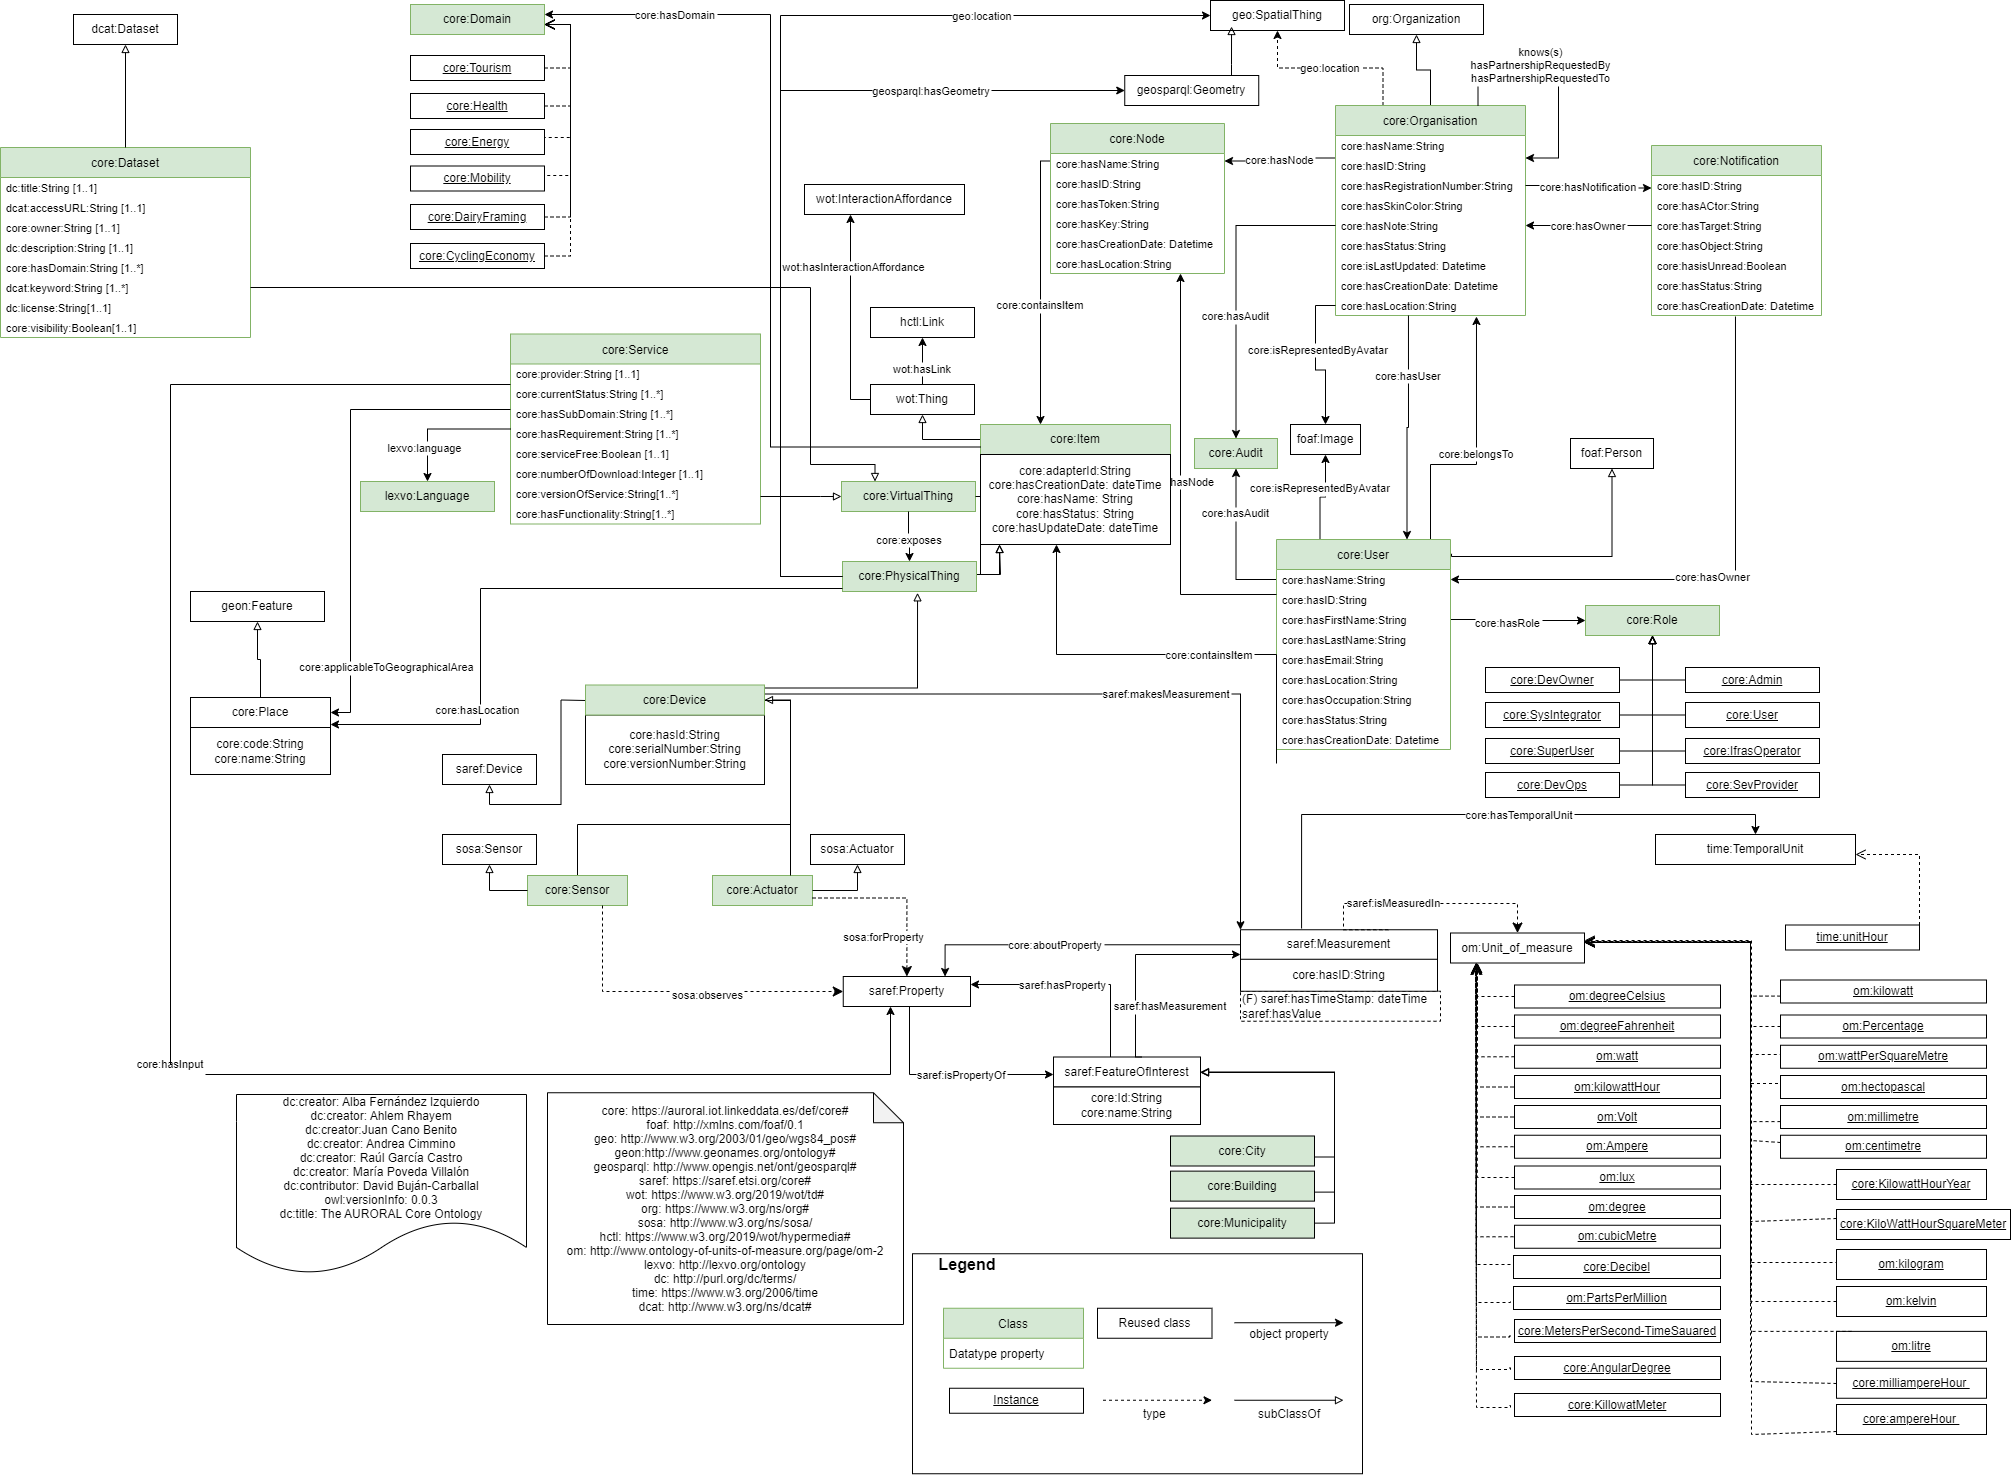 dcat:Dataset
core:Dataset
dc:title:String [1..1]
dcat:accessURL:String [1..1]
core:owner:String [1..1]
dc:description:String [1..1]
core:hasDomain:String [1..*]
dcat:keyword:String [1..*]
dc:license:String[1..1]
core:visibility:Boolean[1..1]
core:Domain
core:Tourism
core:Health
core:Energy
core:Mobility
core:DairyFraming
core:CyclingEconomy
core:hasDomain
geo:location
geosparql:hasGeometry
geo:SpatialThing
geosparql:Geometry
geo:location
org:Organization
knows(s)
hasPartnershipRequestedBy
hasPartnershipRequestedTo
core:Organisation
core:hasName:String
core:hasID:String
core:hasRegistrationNumber:String
core:hasSkinColor:String
core:hasNote:String
core:hasStatus:String
core:isLastUpdated: Datetime
core:hasCreationDate: Datetime
core:hasLocation:String
core:hasNotification
core:hasOwner
core:Notification
core:hasID:String
core:hasACtor:String
core:hasTarget:String
core:hasObject:String
core:hasisUnread:Boolean
core:hasStatus:String
core:hasCreationDate: Datetime
core:hasNode
core:Node
core:hasName:String
core:hasID:String
core:hasToken:String
core:hasKey:String
core:hasCreationDate: Datetime
core:hasLocation:String
wot:InteractionAffordance
wot:hasInteractionAffordance
hctl:Link
wot:hasLink
wot:Thing
core:containsItem
core:hasAudit
core:isRepresentedByAvatar
core:hasUser
core:Service
core:provider:String [1..1]
core:currentStatus:String [1..*]
core:hasSubDomain:String [1..*]
core:hasRequirement:String [1..*]
core:serviceFree:Boolean [1..1]
core:numberOfDownload:Integer [1..1]
core:versionOfService:String[1..*]
core:hasFunctionality:String[1..*]
lexvo:language
lexvo:Language
core:Item
core:adapterId:String
core:hasCreationDate: dateTime
core:hasName: String
core:hasStatus: String
core:hasUpdateDate: dateTime
core:VirtualThing
core:exposes
core:PhysicalThing
hasNode
core:Audit
foaf:Image
core:isRepresentedByAvatar
core:hasAudit
core:belongsTo
foaf:Person
core:User
core:hasName:String
core:hasID:String
core:hasFirstName:String
core:hasLastName:String
core:hasEmail:String
core:hasLocation:String
core:hasOccupation:String
core:hasStatus:String
core:hasCreationDate: Datetime
core:hasOwner
core:hasRole
core:Role
core:DevOwner
core:Admin
core:SysIntegrator
core:User
core:SuperUser
core:IfrasOperator
core:DevOps
core:SevProvider
core:containsItem
geon:Feature
core:applicableToGeographicalArea
core:Place
core:code:String
core:name:String
core:hasLocation
core:Device
core:hasId:String
core:serialNumber:String
core:versionNumber:String
saref:makesMeasurement
saref:Device
sosa:Sensor
sosa:Actuator
core:Sensor
core:Actuator
sosa:forProperty
sosa:observes
saref:Property
core:aboutProperty
saref:hasProperty
saref:hasMeasurement
core:hasTemporalUnit
time:TemporalUnit
time:unitHour
saref:isMeasuredIn
saref:Measurement
core:hasID:String
(F) saref:hasTimeStamp: dateTime
saref:hasValue
om:Unit_of_measure
core:hasInput
saref:isPropertyOf
saref:FeatureOfInterest
core:Id:String
core:name:String
core:City
core:Building
core:Municipality
om:degreeCelsius
om:degreeFahrenheit
om:watt
om:kilowattHour
om:Volt
om:Ampere
om:lux
om:degree
om:cubicMetre
core:Decibel
om:PartsPerMillion
core:MetersPerSecond-TimeSauared
core:AngularDegree
core:KillowatMeter
om:kilowatt
om:Percentage
om:wattPerSquareMetre
om:hectopascal
om:millimetre
om:centimetre
core:KilowattHourYear
core:KiloWattHourSquareMeter
om:kilogram
om:kelvin
om:litre
core:milliampereHour
core:ampereHour
dc:creator: Alba Fernández Izquierdo
dc:creator: Ahlem Rhayem
dc:creator:Juan Cano Benito
dc:creator: Andrea Cimmino
dc:creator: Raúl García Castro
dc:creator: María Poveda Villalón
dc:contributor: David Buján-Carballal
owl:versionInfo: 0.0.3
dc:title: The AURORAL Core Ontology
core: https://auroral.iot.linkeddata.es/def/core#
foaf: http://xmlns.com/foaf/0.1
geo: http://www.w3.org/2003/01/geo/wgs84_pos#
geon:http://www.geonames.org/ontology#
geosparql: http://www.opengis.net/ont/geosparql#
saref: https://saref.etsi.org/core#
wot: https://www.w3.org/2019/wot/td#
org: https://www.w3.org/ns/org#
sosa: http://www.w3.org/ns/sosa/
hctl: https://www.w3.org/2019/wot/hypermedia#
om: http://www.ontology-of-units-of-measure.org/page/om-2
lexvo: http://lexvo.org/ontology
dc: http://purl.org/dc/terms/
time: https://www.w3.org/2006/time
dcat: http://www.w3.org/ns/dcat#
Legend
Class
Datatype property
Reused class
object property
Instance
type
subClassOf